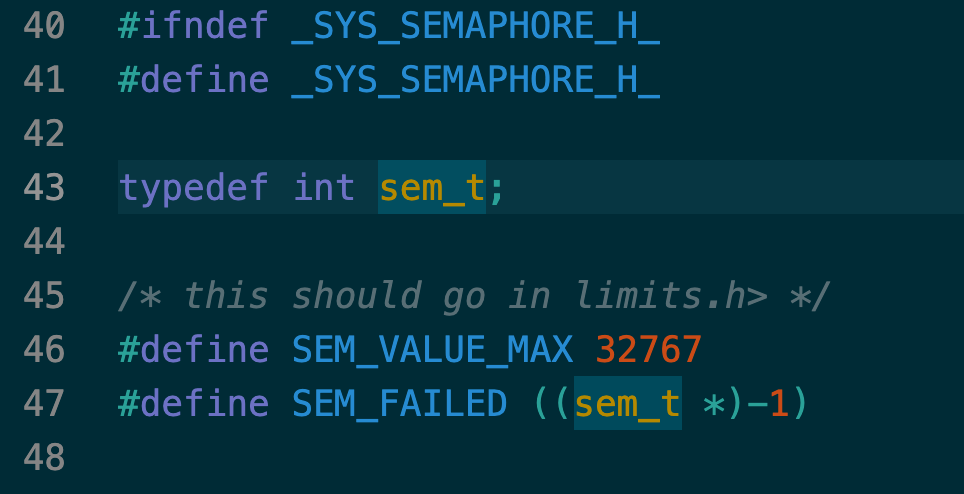 40 #ifndef _SYS_SEMAPHORE_H_
41 #define _SYS_SEMAPHORE_H_
42
43 typedef int sem_t;
44
45 /* this should go in limits.h> */
46 #define SEM_VALUE_MAX 32767
47 #define SEM_FAILED ((sem_t *)-1)
48